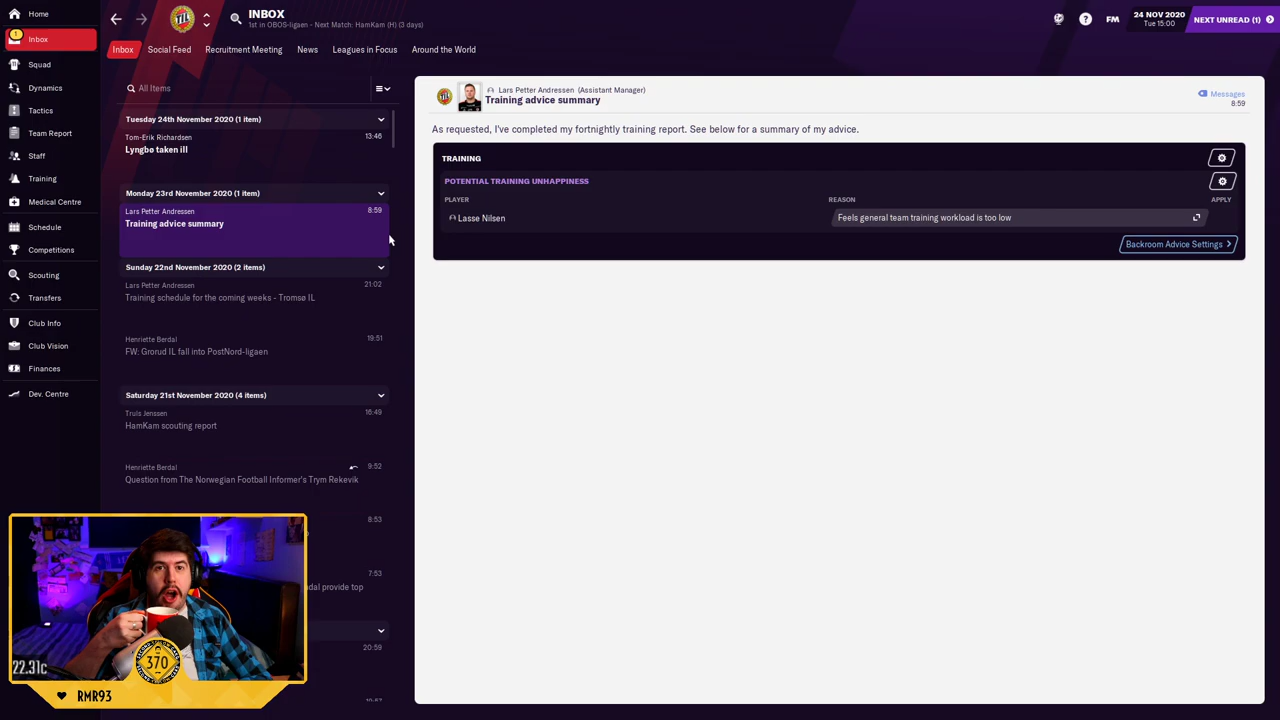 Home
Inbox
1
Squad
Dynamics
Tactics
Team Report
Staff
Training
Medical Centre
Schedule
Competitions
Scouting
Transfers
Club Info
Club Vision
Finances
Dev. Centre
TIL
INBOX
1st in OBOS-ligaen - Next Match: HamKam (H) (3 days)
FM
24 NOV 2020
Tue 15:00
NEXT UNREAD (1)
Inbox
Social Feed
Recruitment Meeting
News
Leagues in Focus
Around the World
All Items
Tuesday 24th November 2020 (1 item)
Tom-Erik Richardsen
13:46
Lyngbø taken ill
Monday 23rd November 2020 (1 item)
Lars Petter Andressen
8:59
Training advice summary
Sunday 22nd November 2020 (2 items)
Lars Petter Andressen
21:02
Training schedule for the coming weeks - Tromsø IL
Henriette Berdal
19:51
FW: Grorud IL fall into PostNord-ligaen
Saturday 21st November 2020 (4 items)
Truls Jenssen
16:49
HamKam scouting report
Henriette Berdal
9:52
Question from The Norwegian Football Informer's Trym Rekevik
8:53
7:53
provide top
20:59
Lars Petter Andressen (Assistant Manager)
Training advice summary
Messages
8:59
As requested, I've completed my fortnightly training report. See below for a summary of my advice.
TRAINING
POTENTIAL TRAINING UNHAPPINESS
PLAYER
REASON
APPLY
Lasse Nilsen
Feels general team training workload is too low
Backroom Advice Settings
22.31c
370
RMR93